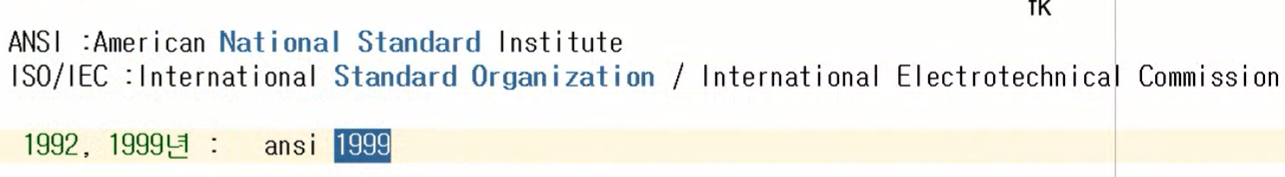 TK
ANSI :American National Standard Institute
ISO/IEC :International Standard Organization / International Electrotechnical Commission
1992, 1999년 : ansi 1999